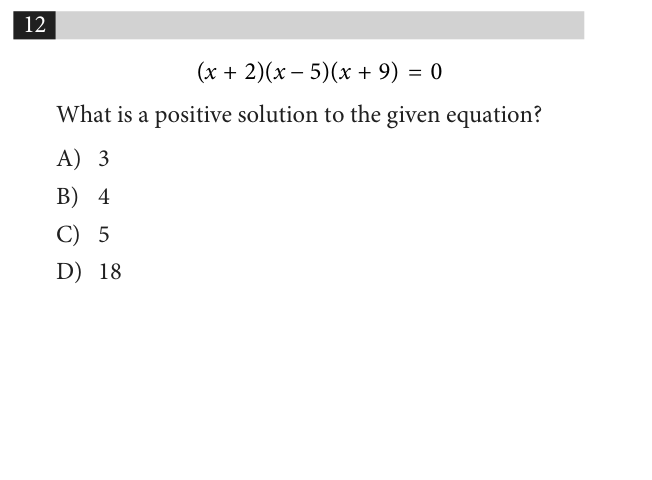 12
(x + 2)(x – 5)(x + 9) = 0
What is a positive solution to the given equation?
A) 3
B) 4
C) 5
D) 18